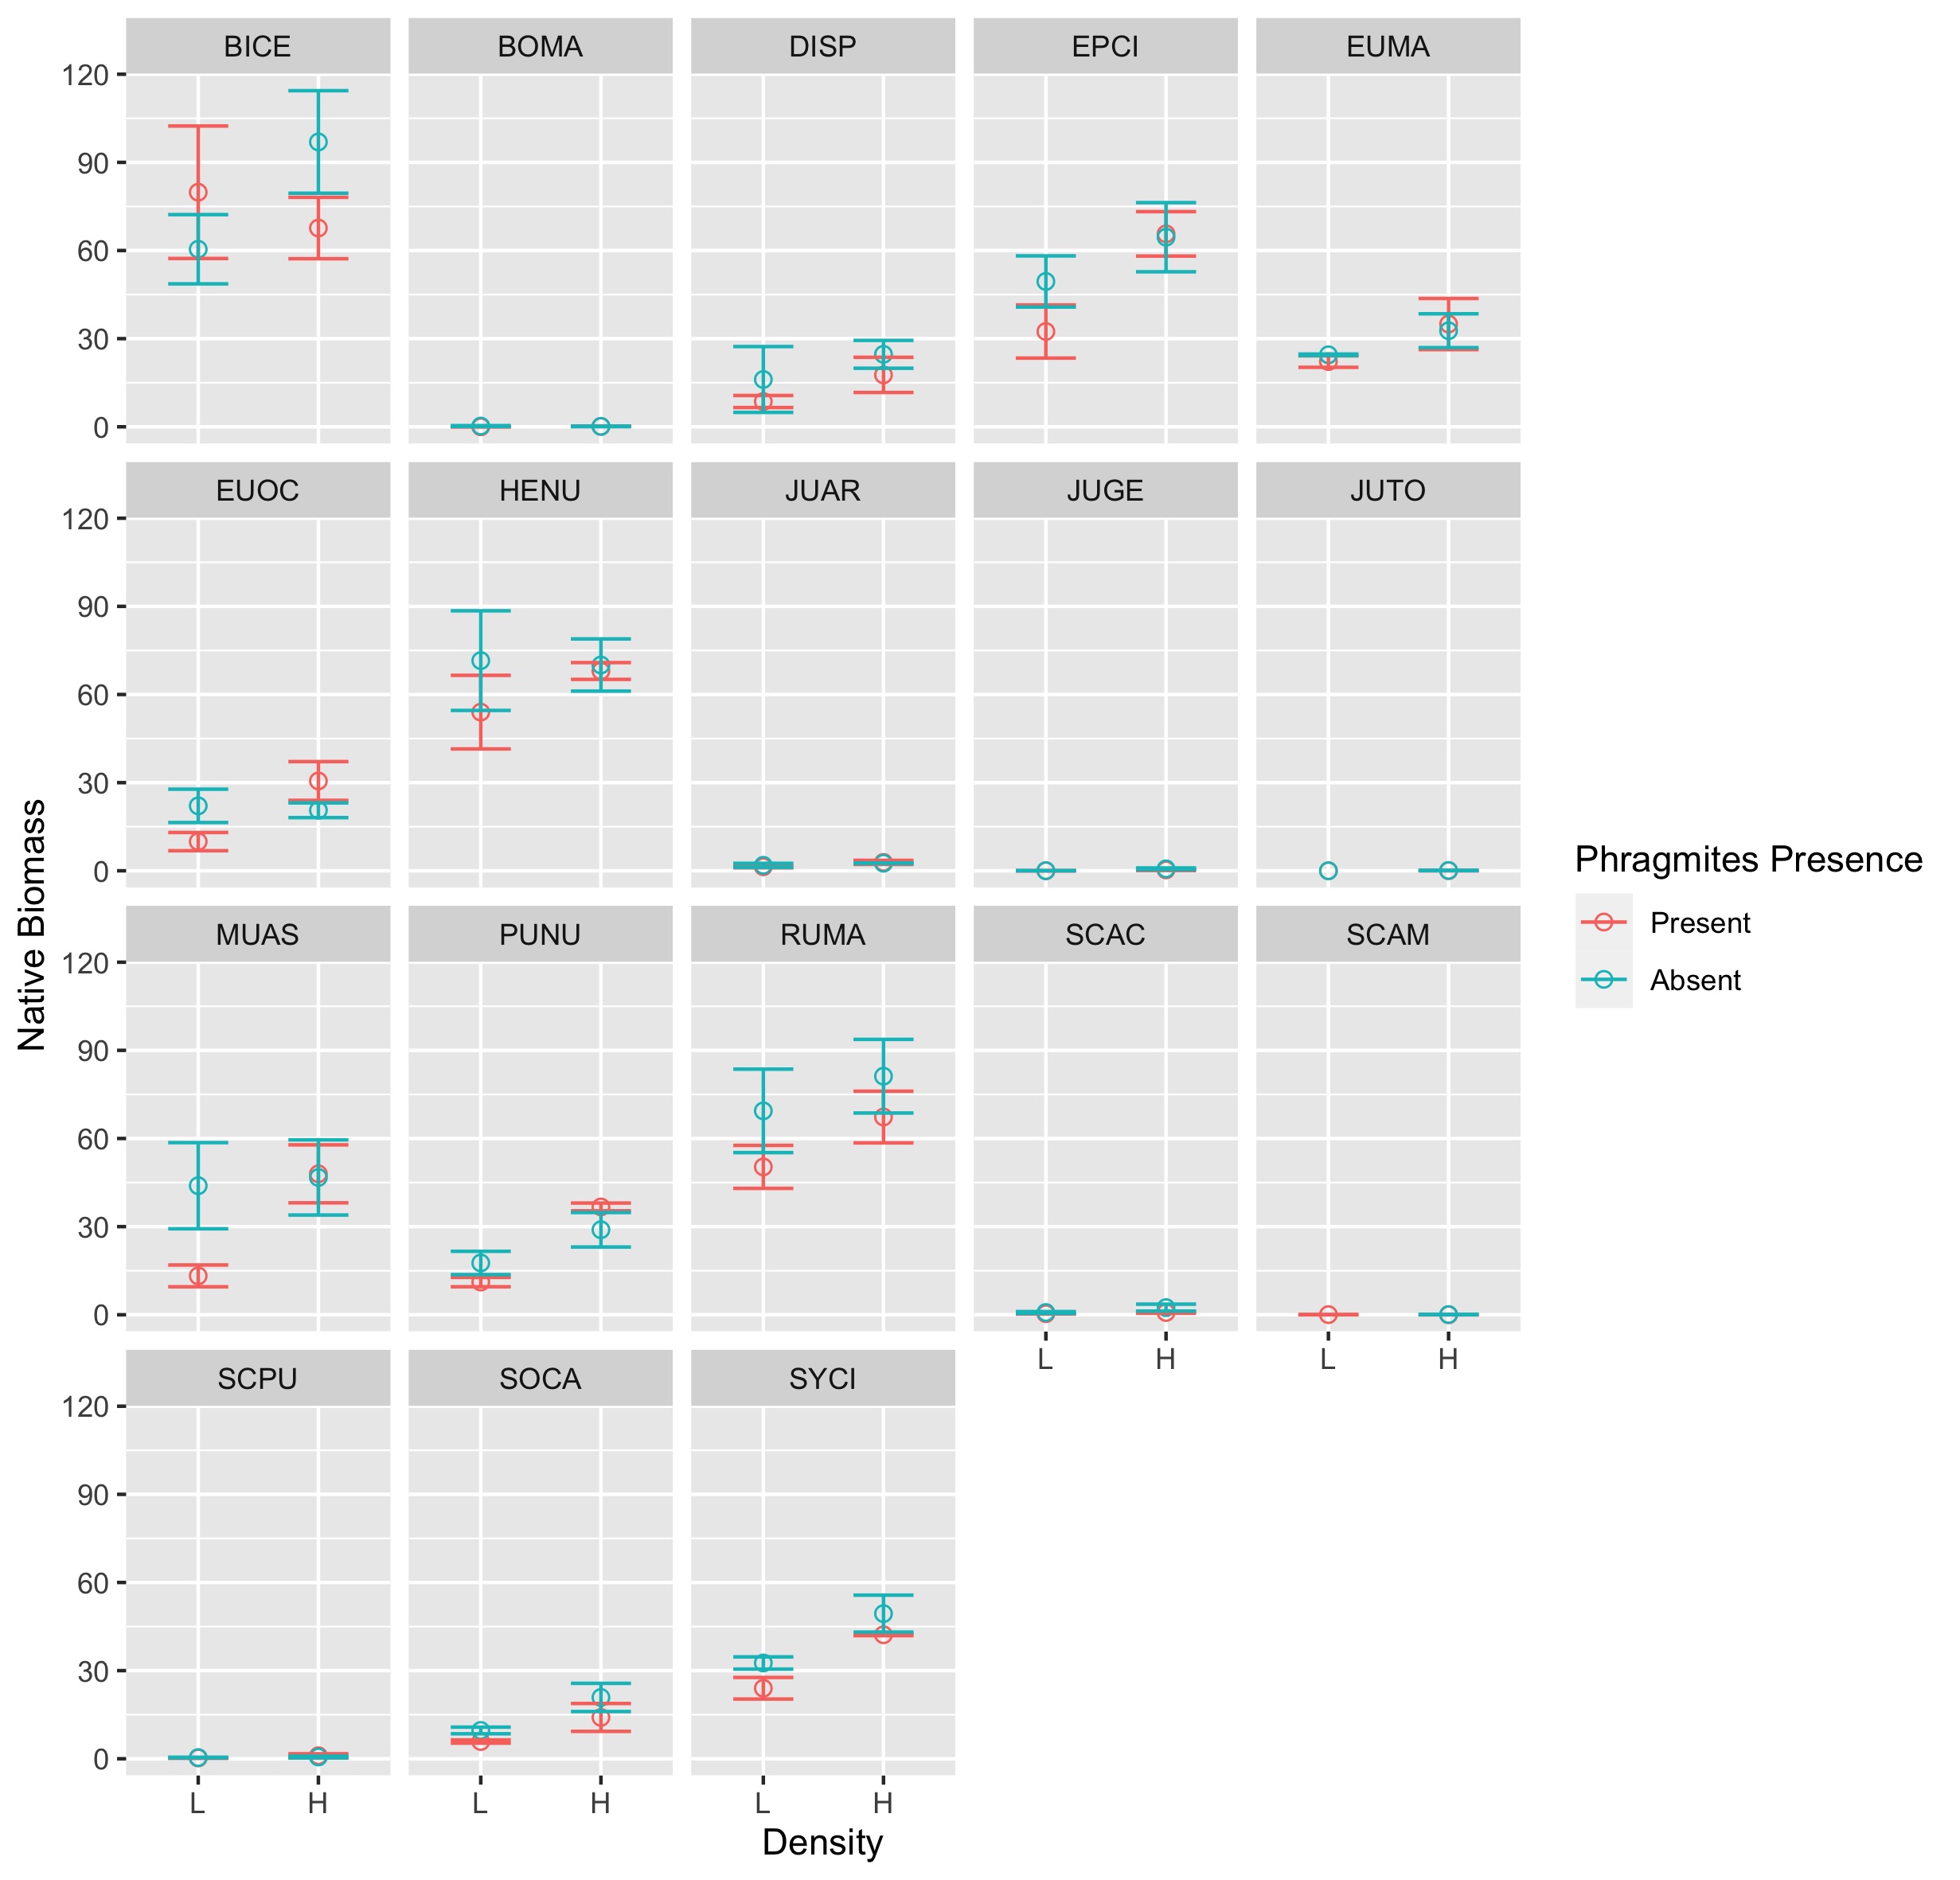 BICE BOMA DISP EPCI EUMA
120
90
60
30
0
EUOC HENU JUAR JUGE JUTO
120
90
60
30
0
MUAS PUNU RUMA SCAC SCAM
120
90
60
30
0
L H L H
SCPU SOCA SYCI
120
90
60
30
0
L H L H L H
Density
Native Biomass
Phragmites Presence
Present
Absent